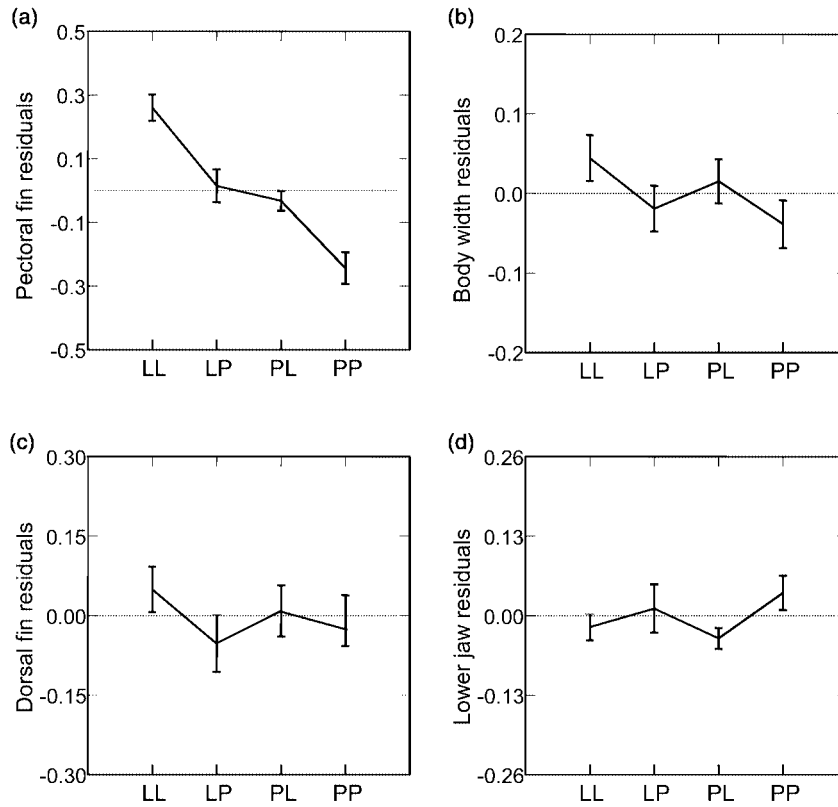 (a)
Pectoral fin residuals
0.5
0.3
0.1
-0.1
-0.3
-0.5
LL LP PL PP
(b)
Body width residuals
0.2
0.1
0.0
-0.1
-0.2
LL LP PL PP
(c)
Dorsal fin residuals
0.30
0.15
0.00
-0.15
-0.30
LL LP PL PP
(d)
Lower jaw residuals
0.26
0.13
0.00
-0.13
-0.26
LL LP PL PP